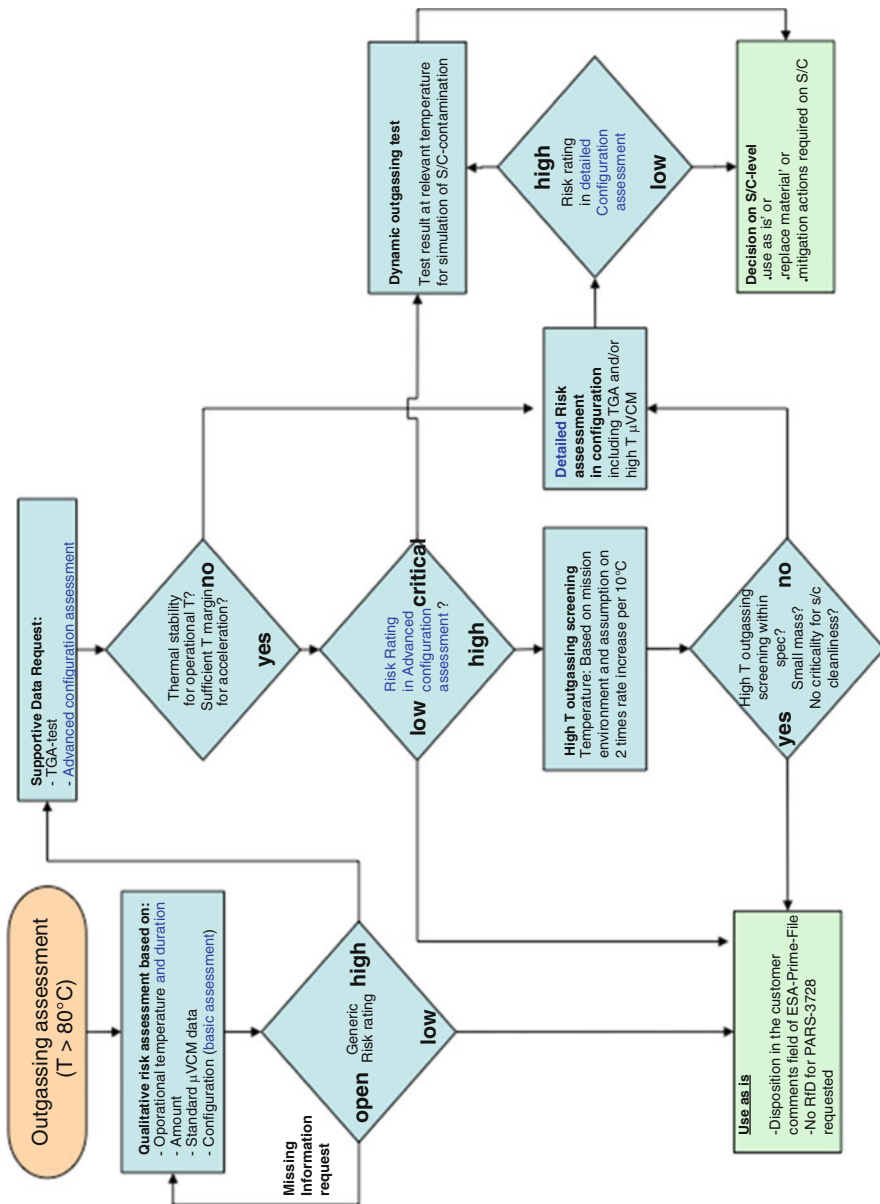 Outgassing assessment
(T > 80°C)
Qualitative risk assessment based on:
- Operational temperature and duration
- Amount
- Standard µVCM data
- Configuration (basic assessment)
Missing
Information
request
open
Generic
Risk rating
high
low
Supportive Data Request:
- TGA-test
- Advanced configuration assessment
Thermal stability
for operational T?
Sufficient T margin
for acceleration?
no
yes
Risk Rating
in Advanced
configuration
assessment ?
low
critical
high
High T outgassing screening
Temperature: Based on mission
environment and assumption on
2 times rate increase per 10°C
High T outgassing
screening within
spec?
Small mass?
No criticality for s/c
cleanliness?
yes
no
Use as is
-Disposition in the customer
comments field of ESA-Prime-File
-No RfD for PARS-3728
requested
Detailed Risk
assessment
in configuration
including TGA and/or
high T µVCM
Dynamic outgassing test
Test result at relevant temperature
for simulation of S/C-contamination
high
Risk rating
in detailed
Configuration
assessment
low
Decision on S/C-level
‚use as is' or
‚replace material' or
‚mitigation actions required on S/C